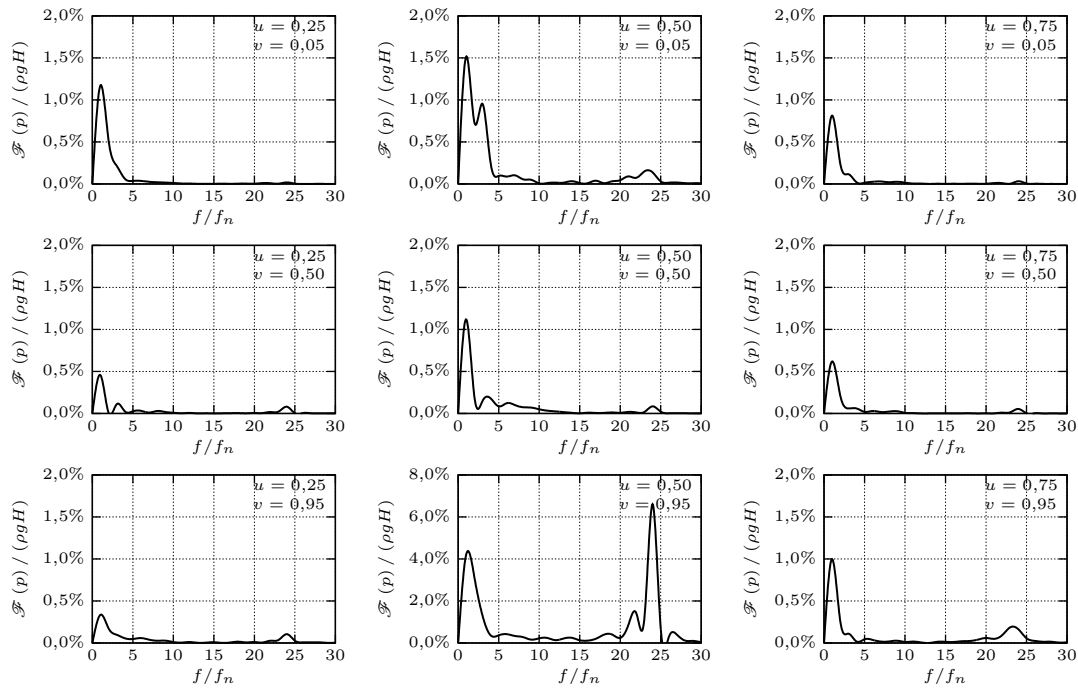 2,0%
1,5%
1,0%
0,5%
0,0%
0 5 10 15 20 25 30
ℱ (p) / (ρgH)
f/fn
u = 0,25
v = 0,05
2,0%
1,5%
1,0%
0,5%
0,0%
0 5 10 15 20 25 30
ℱ (p) / (ρgH)
f/fn
u = 0,50
v = 0,05
2,0%
1,5%
1,0%
0,5%
0,0%
0 5 10 15 20 25 30
ℱ (p) / (ρgH)
f/fn
u = 0,75
v = 0,05
2,0%
1,5%
1,0%
0,5%
0,0%
0 5 10 15 20 25 30
ℱ (p) / (ρgH)
f/fn
u = 0,25
v = 0,50
2,0%
1,5%
1,0%
0,5%
0,0%
0 5 10 15 20 25 30
ℱ (p) / (ρgH)
f/fn
u = 0,50
v = 0,50
2,0%
1,5%
1,0%
0,5%
0,0%
0 5 10 15 20 25 30
ℱ (p) / (ρgH)
f/fn
u = 0,75
v = 0,50
2,0%
1,5%
1,0%
0,5%
0,0%
0 5 10 15 20 25 30
ℱ (p) / (ρgH)
f/fn
u = 0,25
v = 0,95
8,0%
6,0%
4,0%
2,0%
0,0%
0 5 10 15 20 25 30
ℱ (p) / (ρgH)
f/fn
u = 0,50
v = 0,95
2,0%
1,5%
1,0%
0,5%
0,0%
0 5 10 15 20 25 30
ℱ (p) / (ρgH)
f/fn
u = 0,75
v = 0,95